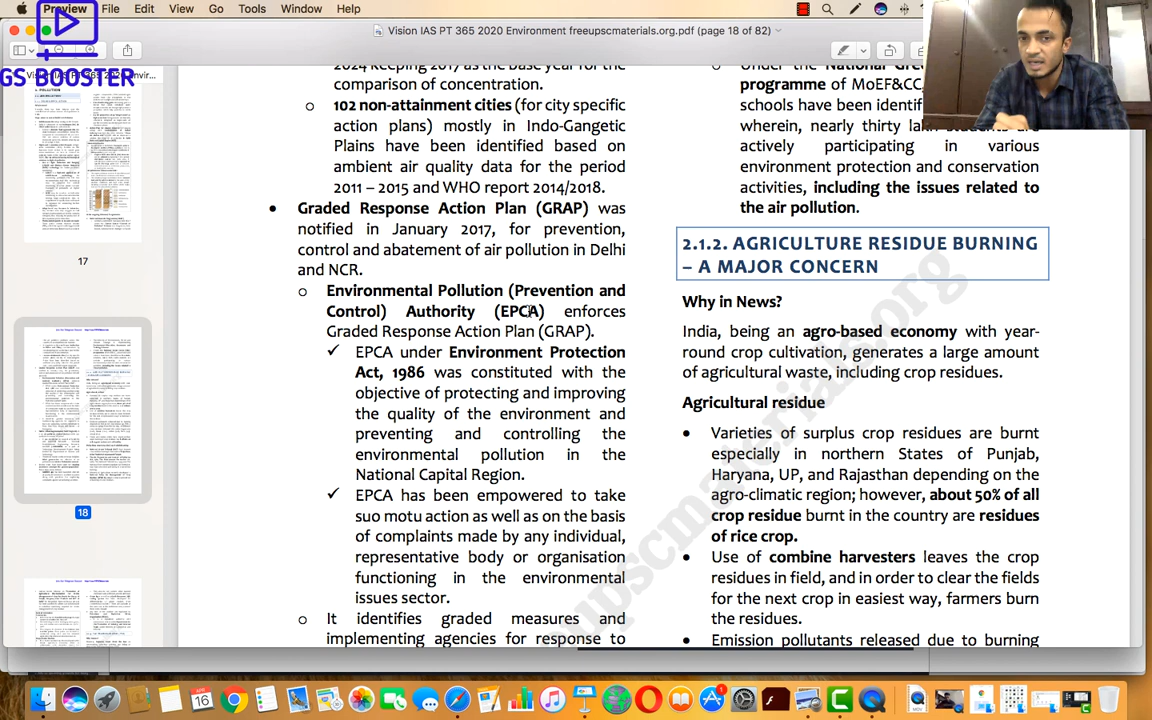 Preview File Edit View Go Tools Window Help
Vision IAS PT 365 2020 Environment freeupscmaterials.org.pdf (page 18 of 82)
GS BOOSTER
Vision IAS PT 365 2020 Envir...
17
18
2024 keeping 2017 as the base year for the
comparison of concentration.
102 non-attainment cities (for city specific
action plans) mostly in Indo-Gangetic
Plains have been identified based on
ambient air quality data for the period
2011 – 2015 and WHO report 2014/2018.
• Graded Response Action Plan (GRAP) was
notified in January 2017, for prevention,
control and abatement of air pollution in Delhi
and NCR.
o Environmental Pollution (Prevention and
Control) Authority (EPCA) enforces
Graded Response Action Plan (GRAP).
✓ EPCA under Environment Protection
Act, 1986 was constituted with the
objective of protecting and improving
the quality of the environment and
preventing and controlling the
environmental pollution in the
National Capital Region.
✓ EPCA has been empowered to take
suo motu action as well as on the basis
of complaints made by any individual,
representative body or organisation
functioning in the environmental
issues sector.
o It identifies graded measures and
implementing agencies for response to
Under the National Gre
programme of MoEF&CC,
schools have been identif
wherein, nearly thirty la are
actively participating in various
environment protection and conservation
activities, including the issues related to
the air pollution.
2.1.2. AGRICULTURE RESIDUE BURNING
– A MAJOR CONCERN
Why in News?
India, being an agro-based economy with year-
round crop cultivation, generates a large amount
of agricultural waste, including crop residues.
Agricultural residue
• Varieties of surplus crop residues are burnt
especially in northern States of Punjab,
Haryana, UP, and Rajasthan depending on the
agro-climatic region; however, about 50% of all
crop residue burnt in the country are residues
of rice crop.
• Use of combine harvesters leaves the crop
residues in field, and in order to clear the fields
for the next crop in easiest way, farmers burn
the residues.
• Emission pollutants released due to burning
APR
16
1